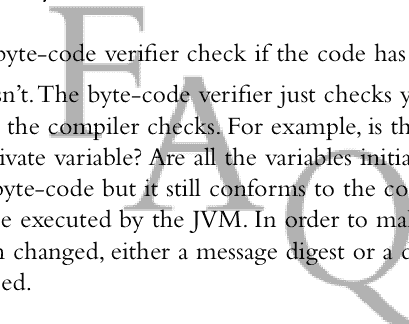 FAQ
byte-code verifier check if the code has
sn't. The byte-code verifier just checks y
the compiler checks. For example, is th
ivate variable? Are all the variables initia
byte-code but it still conforms to the co
e executed by the JVM. In order to mak
n changed, either a message digest or a d
ed.